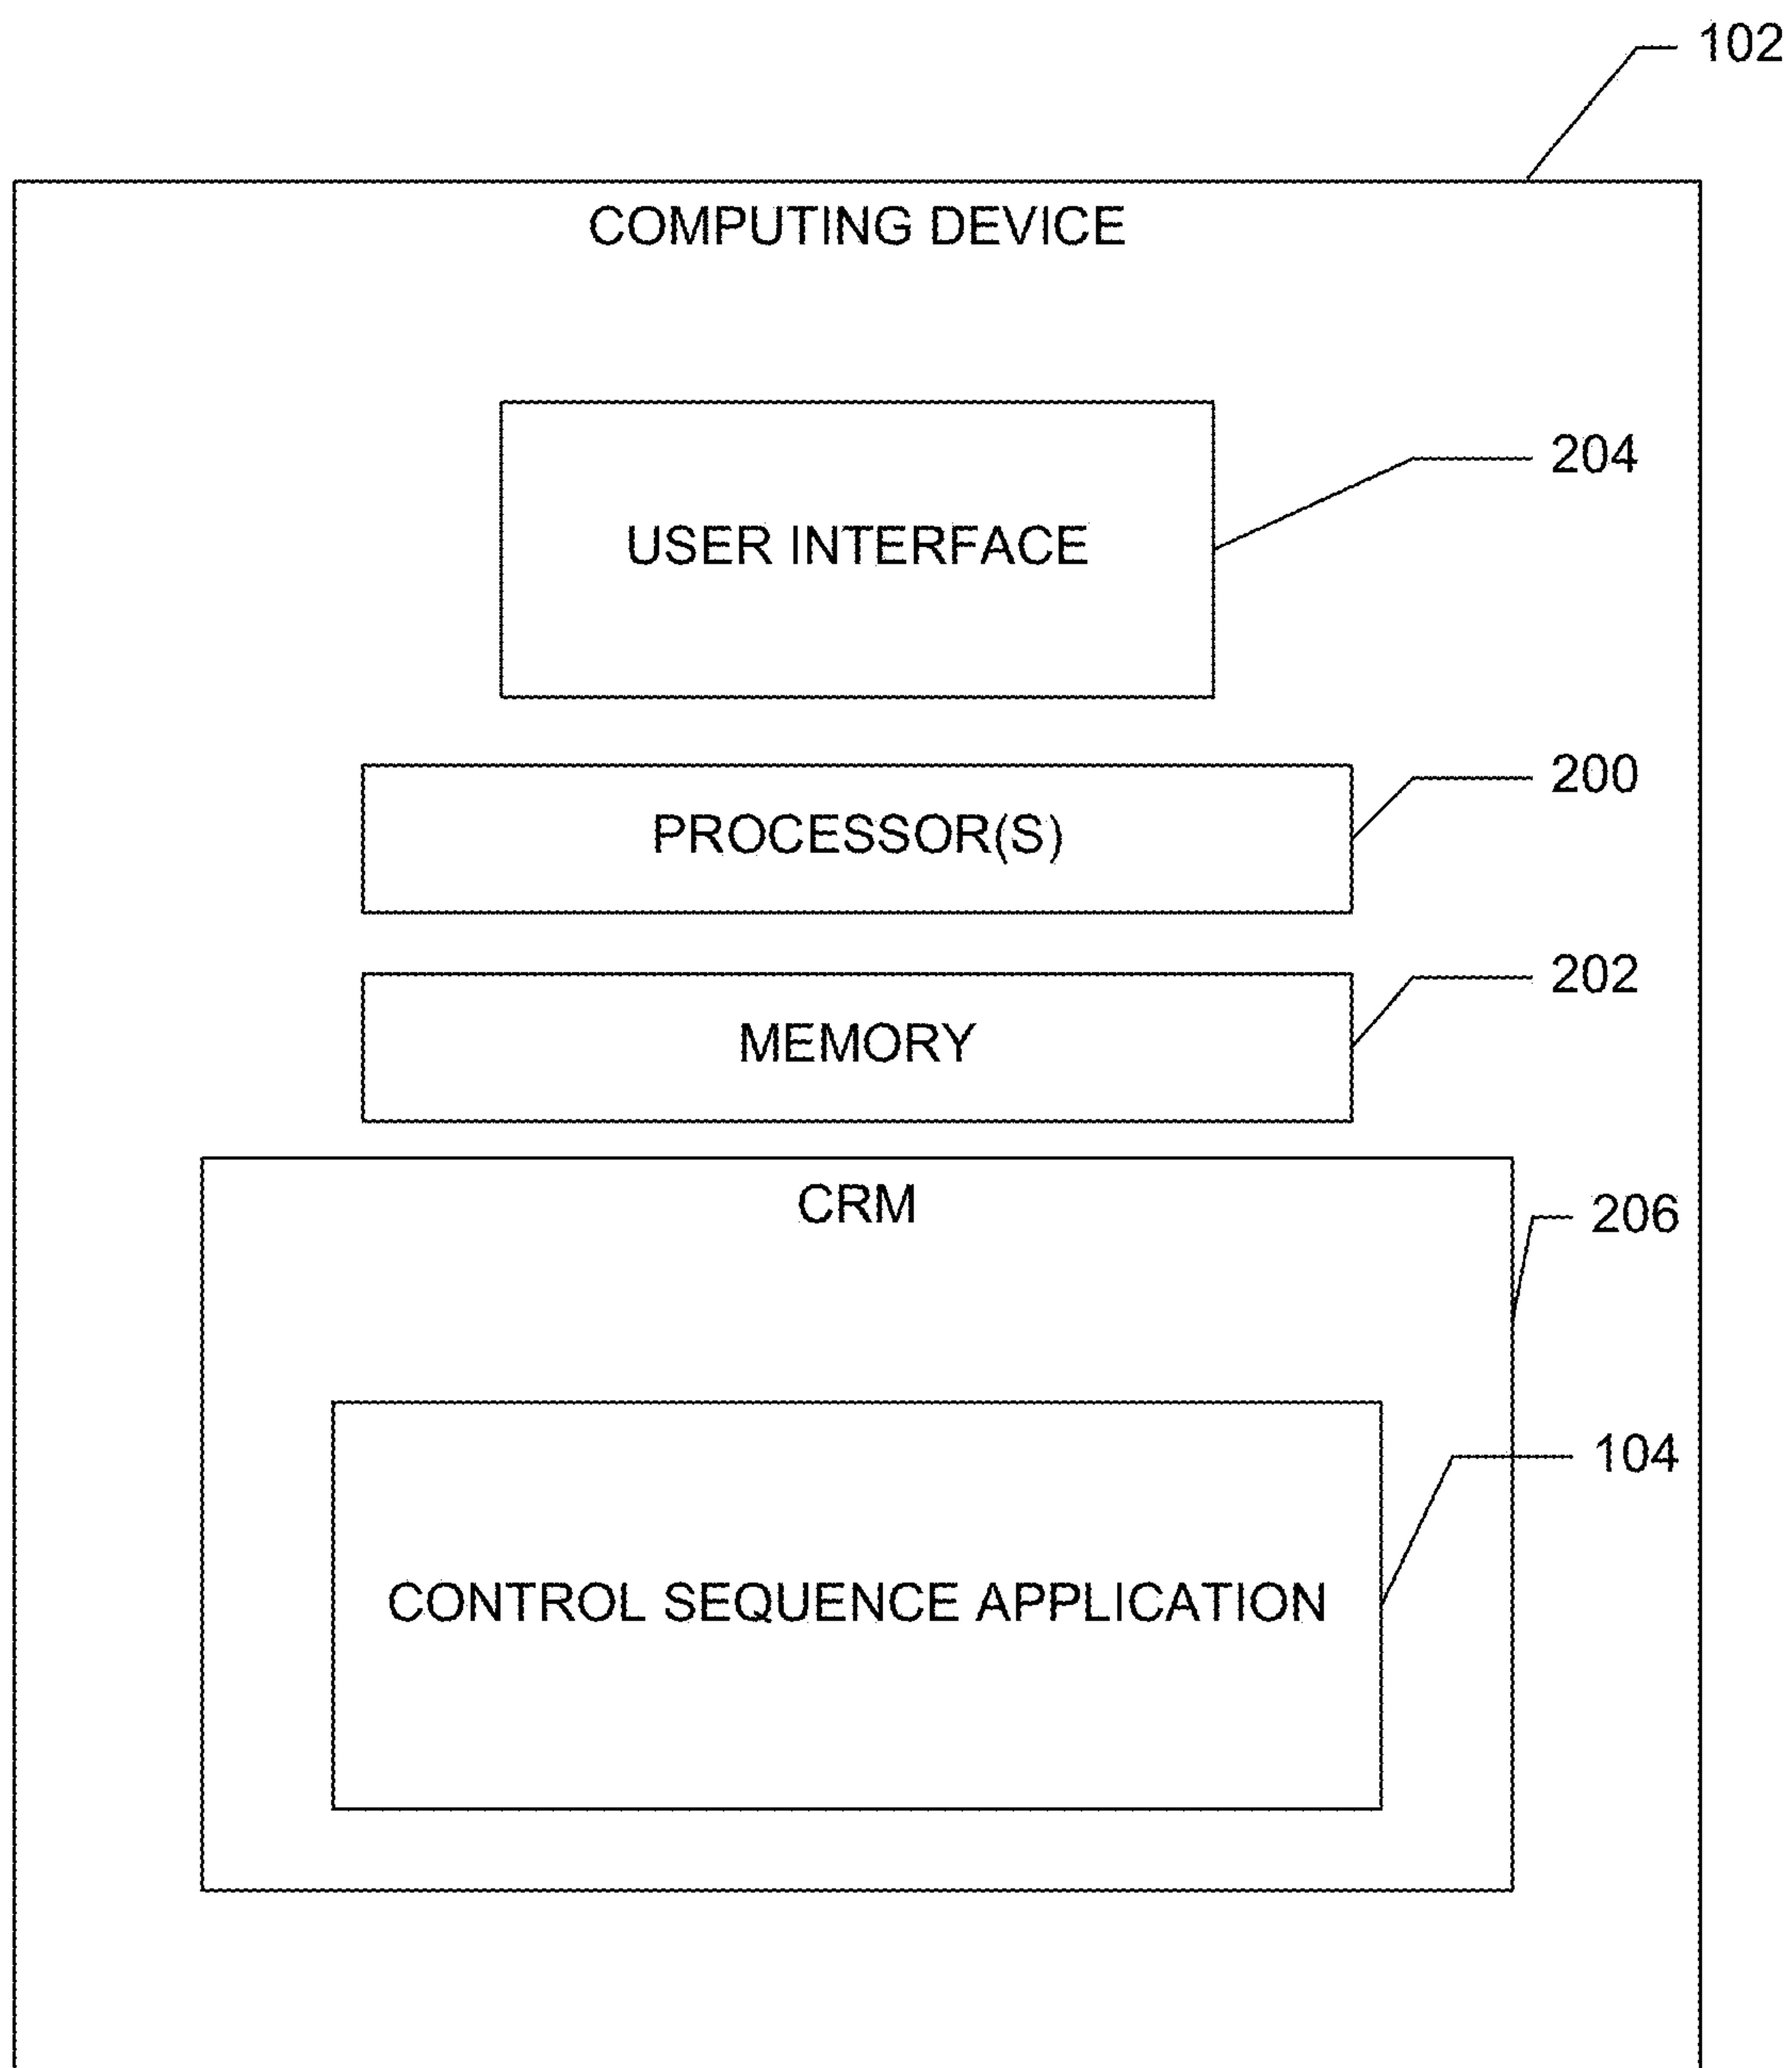 102
COMPUTING DEVICE
204
USER INTERFACE
200
PROCESSOR(S)
202
MEMORY
CRM
206
104
CONTROL SEQUENCE APPLICATION